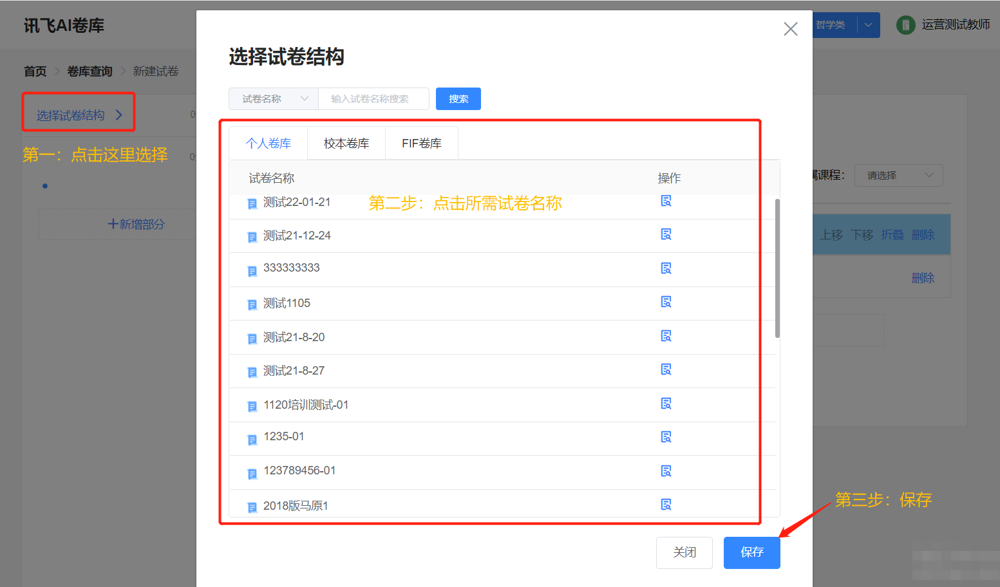 讯飞AI卷库
哲学类
运营测试教师
首页 > 卷库查询 > 新建试卷
选择试卷结构
第一：点击这里选择
+新增部分
选择试卷结构
试卷名称
输入试卷名称搜索
搜索
个人卷库
校本卷库
FIF卷库
试卷名称
操作
第二步：点击所需试卷名称
测试22-01-21
测试21-12-24
333333333
测试1105
测试21-8-20
测试21-8-27
1120培训测试-01
1235-01
123789456-01
2018版马原1
关闭
保存
第三步：保存
属课程：
请选择
上移 下移 折叠 删除
删除